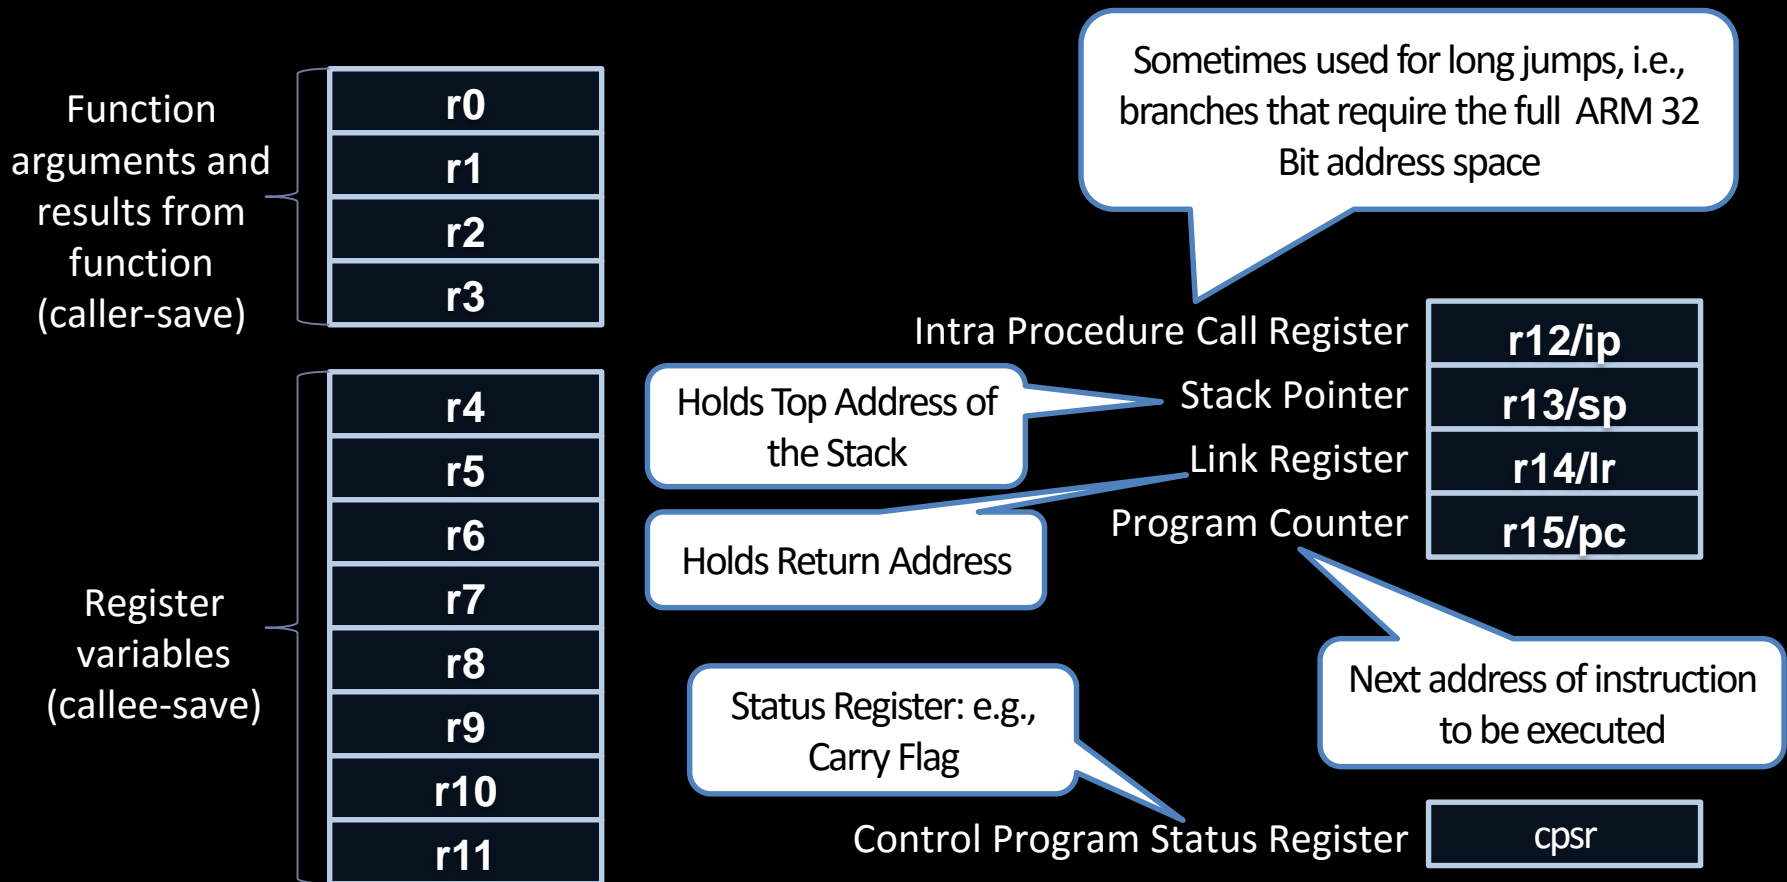 Function
arguments and
results from
function
(caller-save)
r0
r1
r2
r3
Register
variables
(callee-save)
r4
r5
r6
r7
r8
r9
r10
r11
Sometimes used for long jumps, i.e.,
branches that require the full ARM 32
Bit address space
Intra Procedure Call Register
r12/ip
Holds Top Address of
the Stack
Stack Pointer
r13/sp
Link Register
r14/lr
Holds Return Address
Program Counter
r15/pc
Next address of instruction
to be executed
Status Register: e.g.,
Carry Flag
Control Program Status Register
cpsr